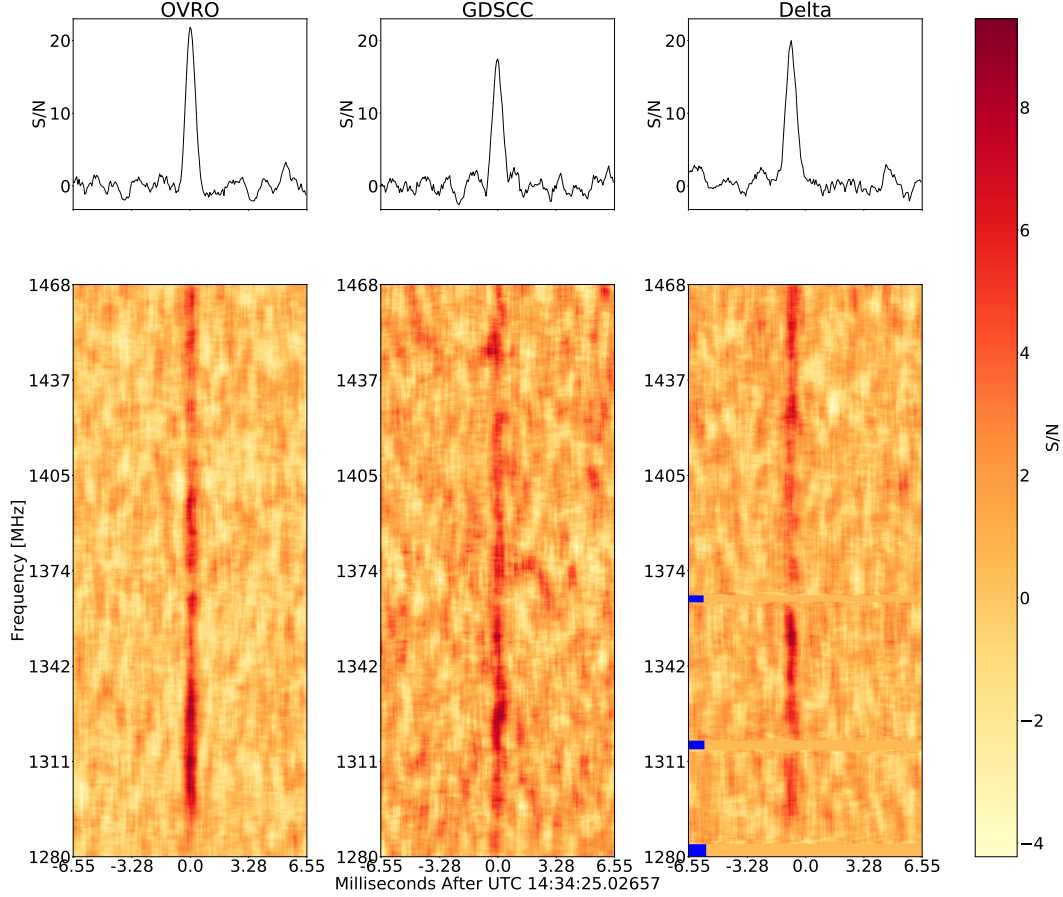 OVRO GDSCC Delta
S/N S/N S/N
20 20 20
10 10 10
0 0 0
8
6
4
2
0
−2
−4
S/N
Frequency [MHz]
1468 1468 1468
1437 1437 1437
1405 1405 1405
1374 1374 1374
1342 1342 1342
1311 1311 1311
1280 1280 1280
-6.55 -3.28 0.0 3.28 6.55 -6.55 -3.28 0.0 3.28 6.55 -6.55 -3.28 0.0 3.28 6.55
Milliseconds After UTC 14:34:25.02657